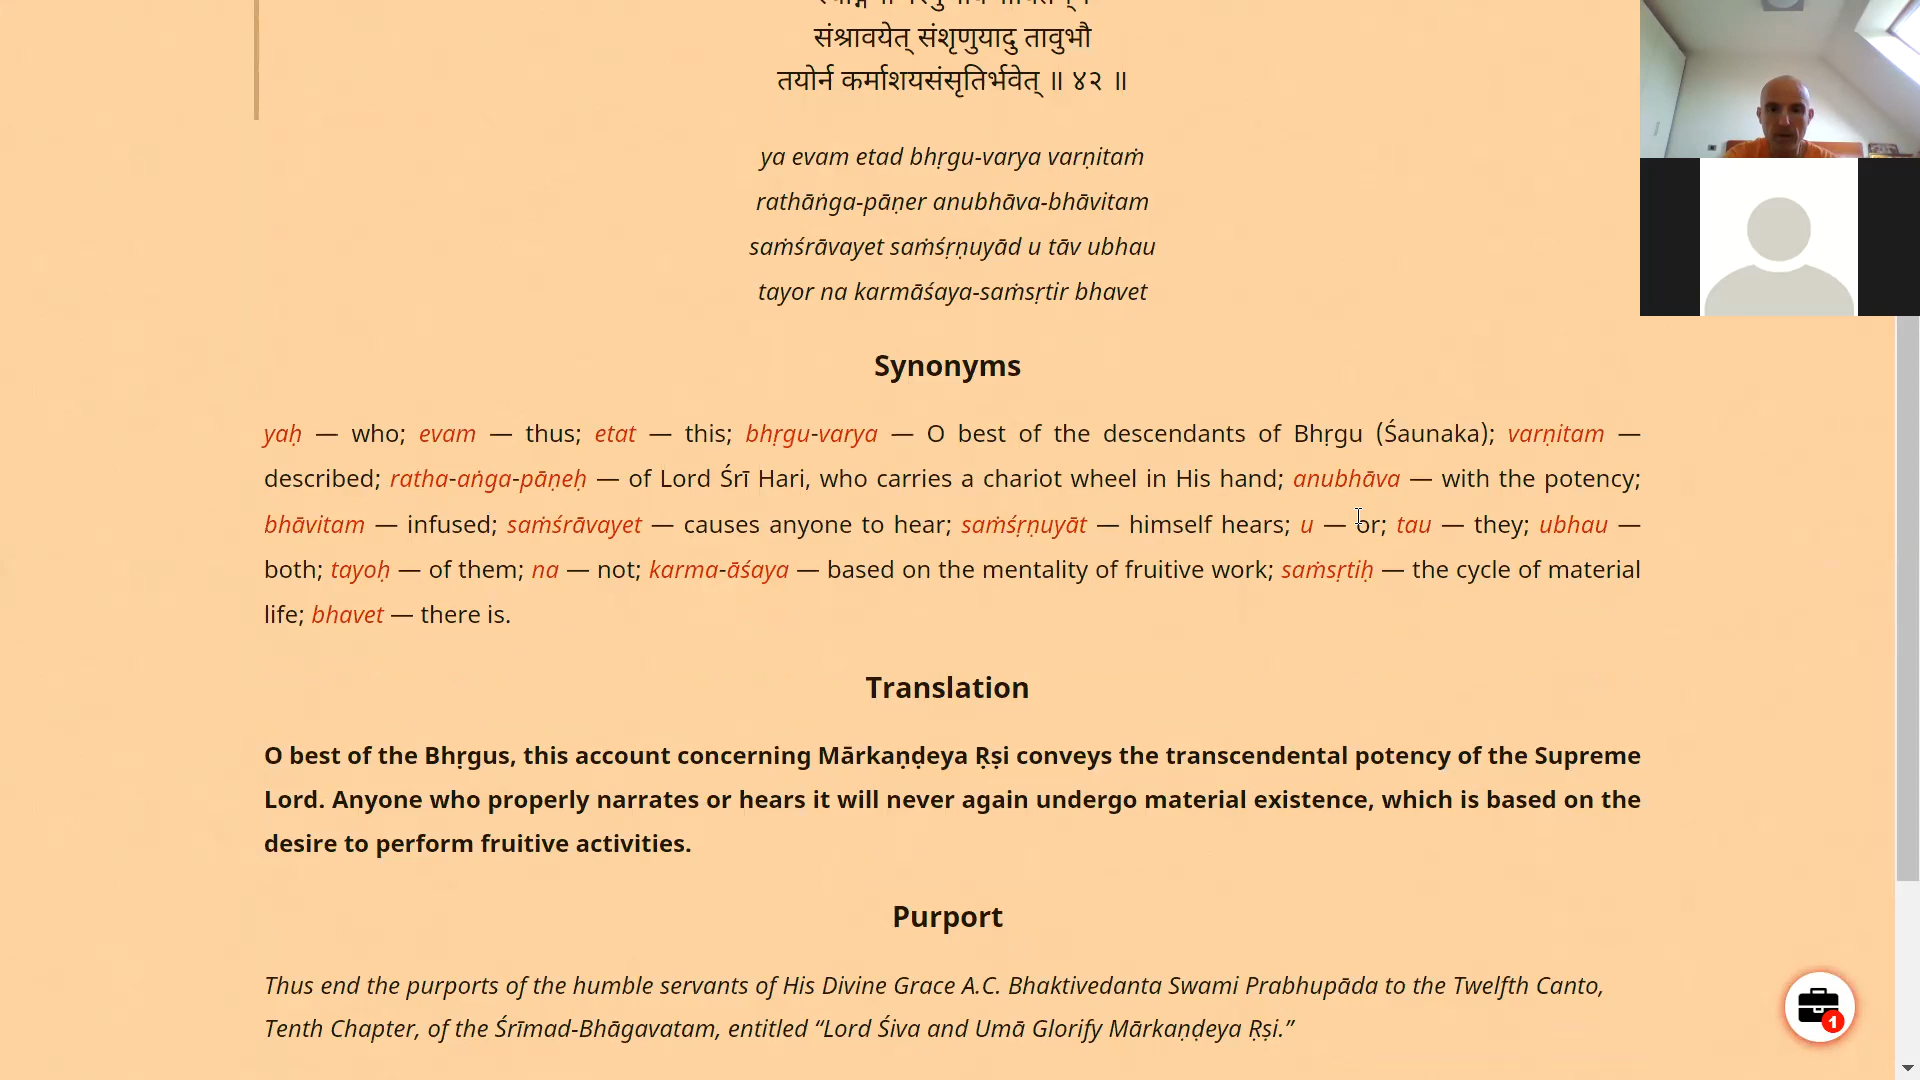 संश्रावयेत् संशृणुयादु तावुभौ
तयोर्न कर्माशयसंसृतिर्भवेत् ॥ ४२ ॥
ya evam etad bhṛgu-varya varṇitaṁ
rathāṅga-pāṇer anubhāva-bhāvitam
saṁśrāvayet saṁśṛṇuyād u tāv ubhau
tayor na karmāśaya-saṁsṛtir bhavet
Synonyms
yaḥ — who; evam — thus; etat — this; bhṛgu-varya — O best of the descendants of Bhṛgu (Śaunaka); varṇitam —
described; ratha-aṅga-pāṇeḥ — of Lord Śrī Hari, who carries a chariot wheel in His hand; anubhāva — with the potency;
bhāvitam — infused; saṁśrāvayet — causes anyone to hear; saṁśṛṇuyāt — himself hears; u — or; tau — they; ubhau —
both; tayoḥ — of them; na — not; karma-āśaya — based on the mentality of fruitive work; saṁsṛtiḥ — the cycle of material
life; bhavet — there is.
Translation
O best of the Bhṛgus, this account concerning Mārkaṇḍeya Ṛṣi conveys the transcendental potency of the Supreme
Lord. Anyone who properly narrates or hears it will never again undergo material existence, which is based on the
desire to perform fruitive activities.
Purport
Thus end the purports of the humble servants of His Divine Grace A.C. Bhaktivedanta Swami Prabhupāda to the Twelfth Canto,
Tenth Chapter, of the Śrīmad-Bhāgavatam, entitled “Lord Śiva and Umā Glorify Mārkaṇḍeya Ṛṣi.”
1